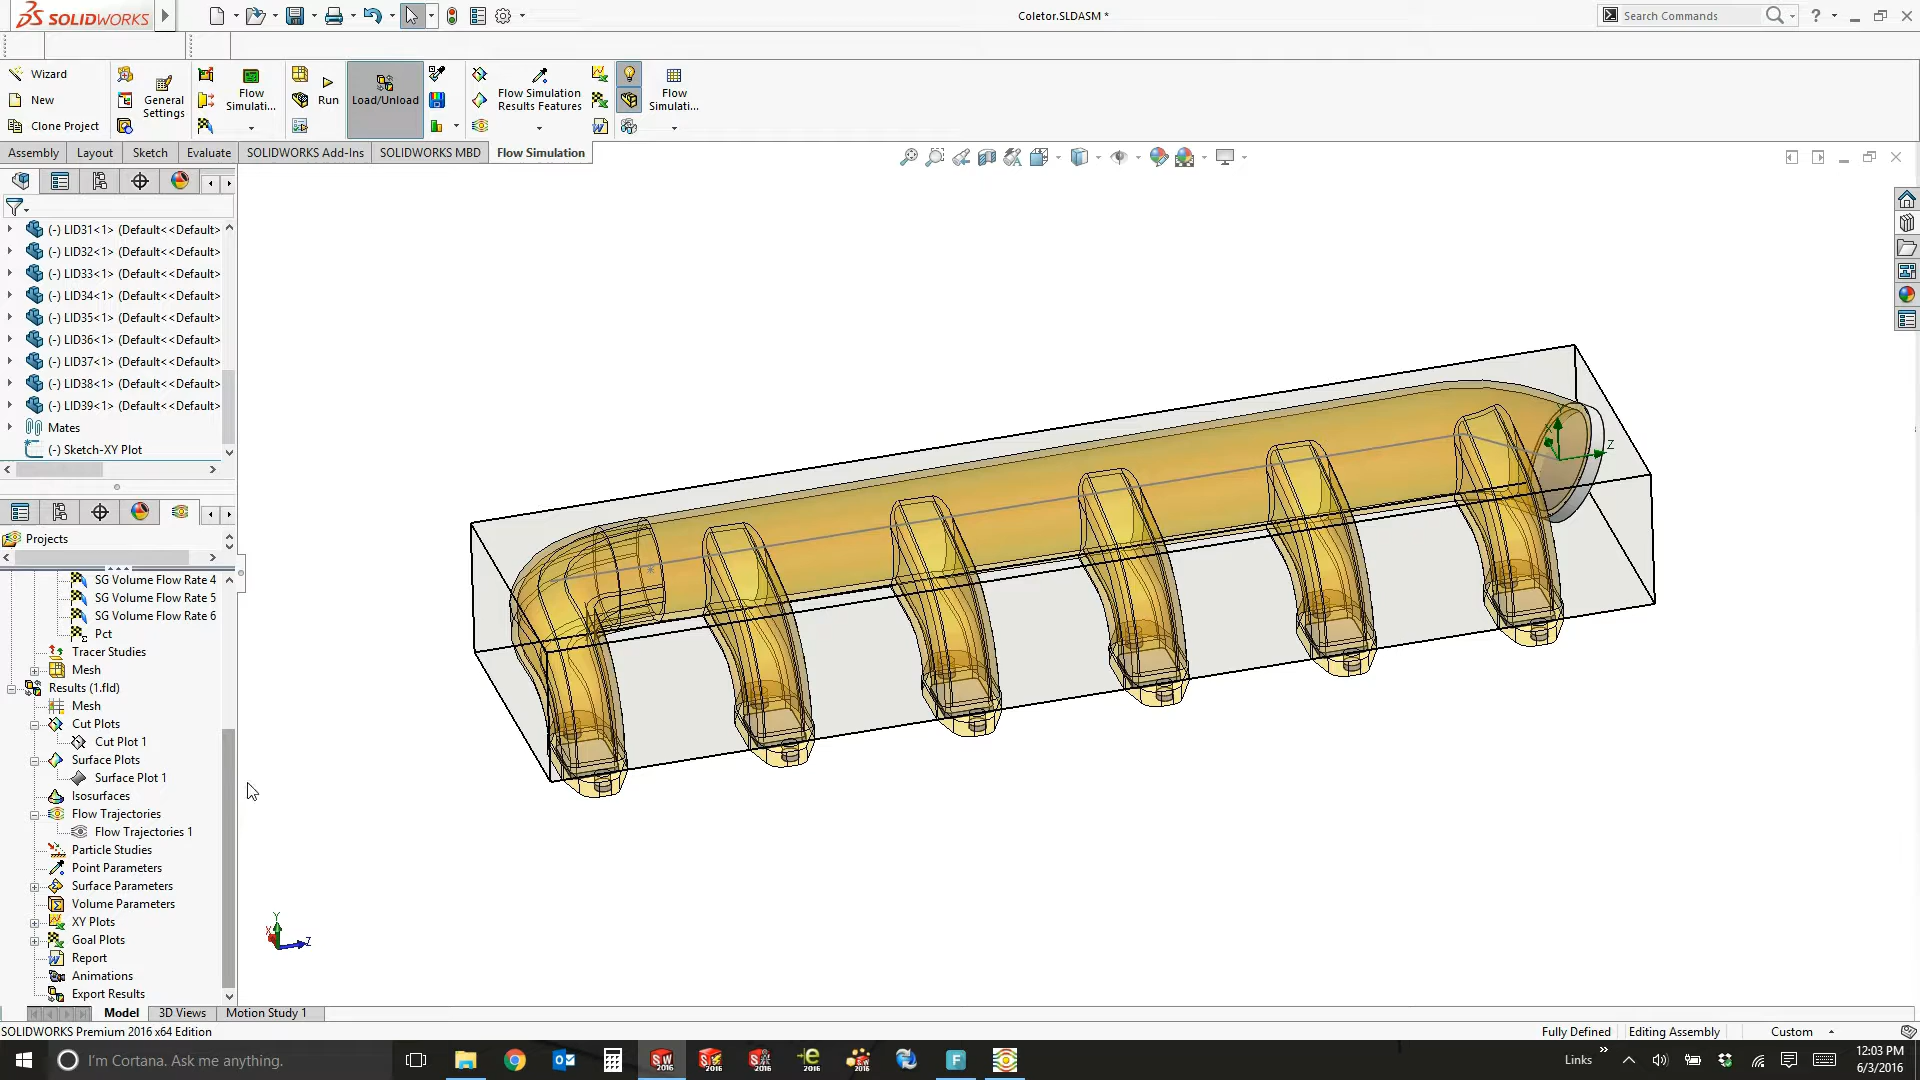 SOLIDWORKS
Coletor.SLDASM *
Search Commands
?
Wizard
New
Clone Project
General
Settings
Flow
Simulati...
Run
Load/Unload
Flow Simulation
Results Features
Flow
Simulati...
Assembly
Layout
Sketch
Evaluate
SOLIDWORKS Add-Ins
SOLIDWORKS MBD
Flow Simulation
(-) LID31<1> (Default<<Default>
(-) LID32<1> (Default<<Default>
(-) LID33<1> (Default<<Default>
(-) LID34<1> (Default<<Default>
(-) LID35<1> (Default<<Default>
(-) LID36<1> (Default<<Default>
(-) LID37<1> (Default<<Default>
(-) LID38<1> (Default<<Default>
(-) LID39<1> (Default<<Default>
Mates
(-) Sketch-XY Plot
Projects
SG Volume Flow Rate 4
SG Volume Flow Rate 5
SG Volume Flow Rate 6
Pct
Tracer Studies
Mesh
Results (1.fld)
Mesh
Cut Plots
Cut Plot 1
Surface Plots
Surface Plot 1
Isosurfaces
Flow Trajectories
Flow Trajectories 1
Particle Studies
Point Parameters
Surface Parameters
Volume Parameters
XY Plots
Goal Plots
Report
Animations
Export Results
Z
Y
X
Z
Model
3D Views
Motion Study 1
SOLIDWORKS Premium 2016 x64 Edition
Fully Defined
Editing Assembly
Custom
I'm Cortana. Ask me anything.
Links
12:03 PM
6/3/2016